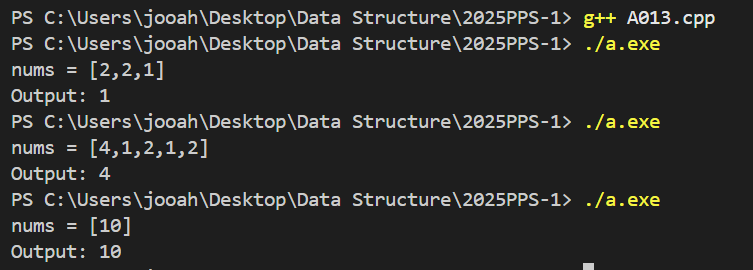 PS C:\Users\jooah\Desktop\Data Structure\2025PPS-1> g++ A013.cpp
PS C:\Users\jooah\Desktop\Data Structure\2025PPS-1> ./a.exe
nums = [2,2,1]
Output: 1
PS C:\Users\jooah\Desktop\Data Structure\2025PPS-1> ./a.exe
nums = [4,1,2,1,2]
Output: 4
PS C:\Users\jooah\Desktop\Data Structure\2025PPS-1> ./a.exe
nums = [10]
Output: 10